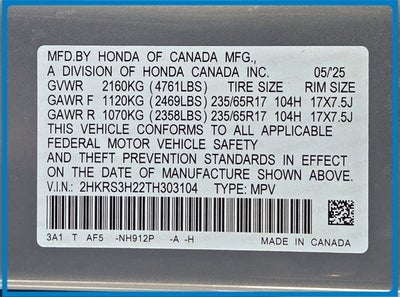 MFD.BY HONDA OF CANADA MFG.,
A DIVISION OF HONDA CANADA INC. 05/'25
GVWR 2160KG (4761LBS) TIRE SIZE RIM SIZE
GAWR F 1120KG (2469LBS) 235/65R17 104H 17X7.5J
GAWR R 1070KG (2358LBS) 235/65R17 104H 17X7.5J
THIS VEHICLE CONFORMS TO ALL APPLICABLE
FEDERAL MOTOR VEHICLE SAFETY
AND THEFT PREVENTION STANDARDS IN EFFECT
ON THE DATE OF MANUFACTURE SHOWN ABOVE.
V.I.N.: 2HKRS3H22TH303104 TYPE: MPV
3A1 T AF5 -NH912P -A -H MADE IN CANADA